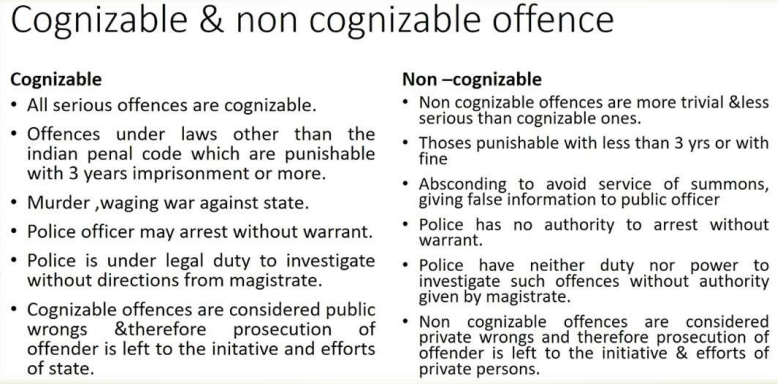 Cognizable & non cognizable offence
Cognizable
• All serious offences are cognizable.
• Offences under laws other than the
indian penal code which are punishable
with 3 years imprisonment or more.
• Murder ,waging war against state.
• Police officer may arrest without warrant.
• Police is under legal duty to investigate
without directions from magistrate.
• Cognizable offences are considered public
wrongs &therefore prosecution of
offender is left to the initative and efforts
of state.
Non –cognizable
• Non cognizable offences are more trivial &less
serious than cognizable ones.
• Thoses punishable with less than 3 yrs or with
fine
• Absconding to avoid service of summons,
giving false information to public officer
• Police has no authority to arrest without
warrant.
• Police have neither duty nor power to
investigate such offences without authority
given by magistrate.
• Non cognizable offences are considered
private wrongs and therefore prosecution of
offender is left to the initiative & efforts of
private persons.